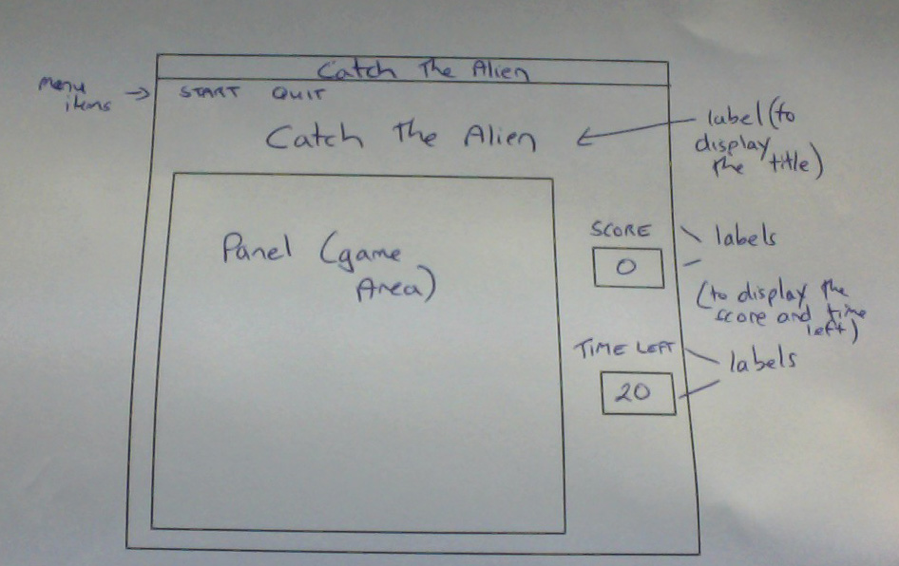 Catch The Alien
menu
items
START QUIT
Catch The Alien
label (to
display
the title)
Panel (game
Area)
SCORE
0
labels
(to display the
score and time
left)
TIME LEFT
20
labels